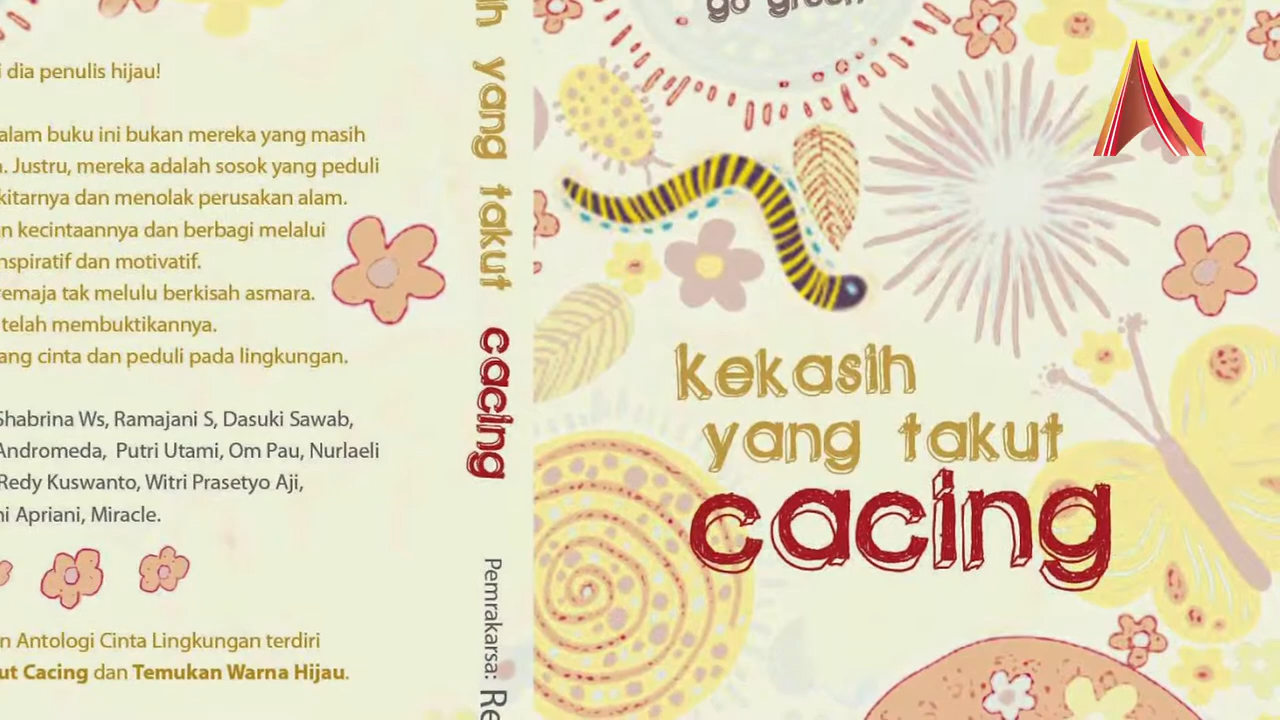 i dia penulis hijau!
alam buku ini bukan mereka yang masih
. Justru, mereka adalah sosok yang peduli
kitarnya dan menolak perusakan alam.
n kecintaannya dan berbagi melalui
nspiratif dan motivatif.
remaja tak melulu berkisah asmara.
telah membuktikannya.
ang cinta dan peduli pada lingkungan.
Shabrina Ws, Ramajani S, Dasuki Sawab,
Andromeda, Putri Utami, Om Pau, Nurlaeli
Redy Kuswanto, Witri Prasetyo Aji,
ni Apriani, Miracle.
n Antologi Cinta Lingkungan terdiri
ut Cacing dan Temukan Warna Hijau.
ih yang takut cacing
Pemrakarsa: Re
go green
kekasih
yang takut
cacing